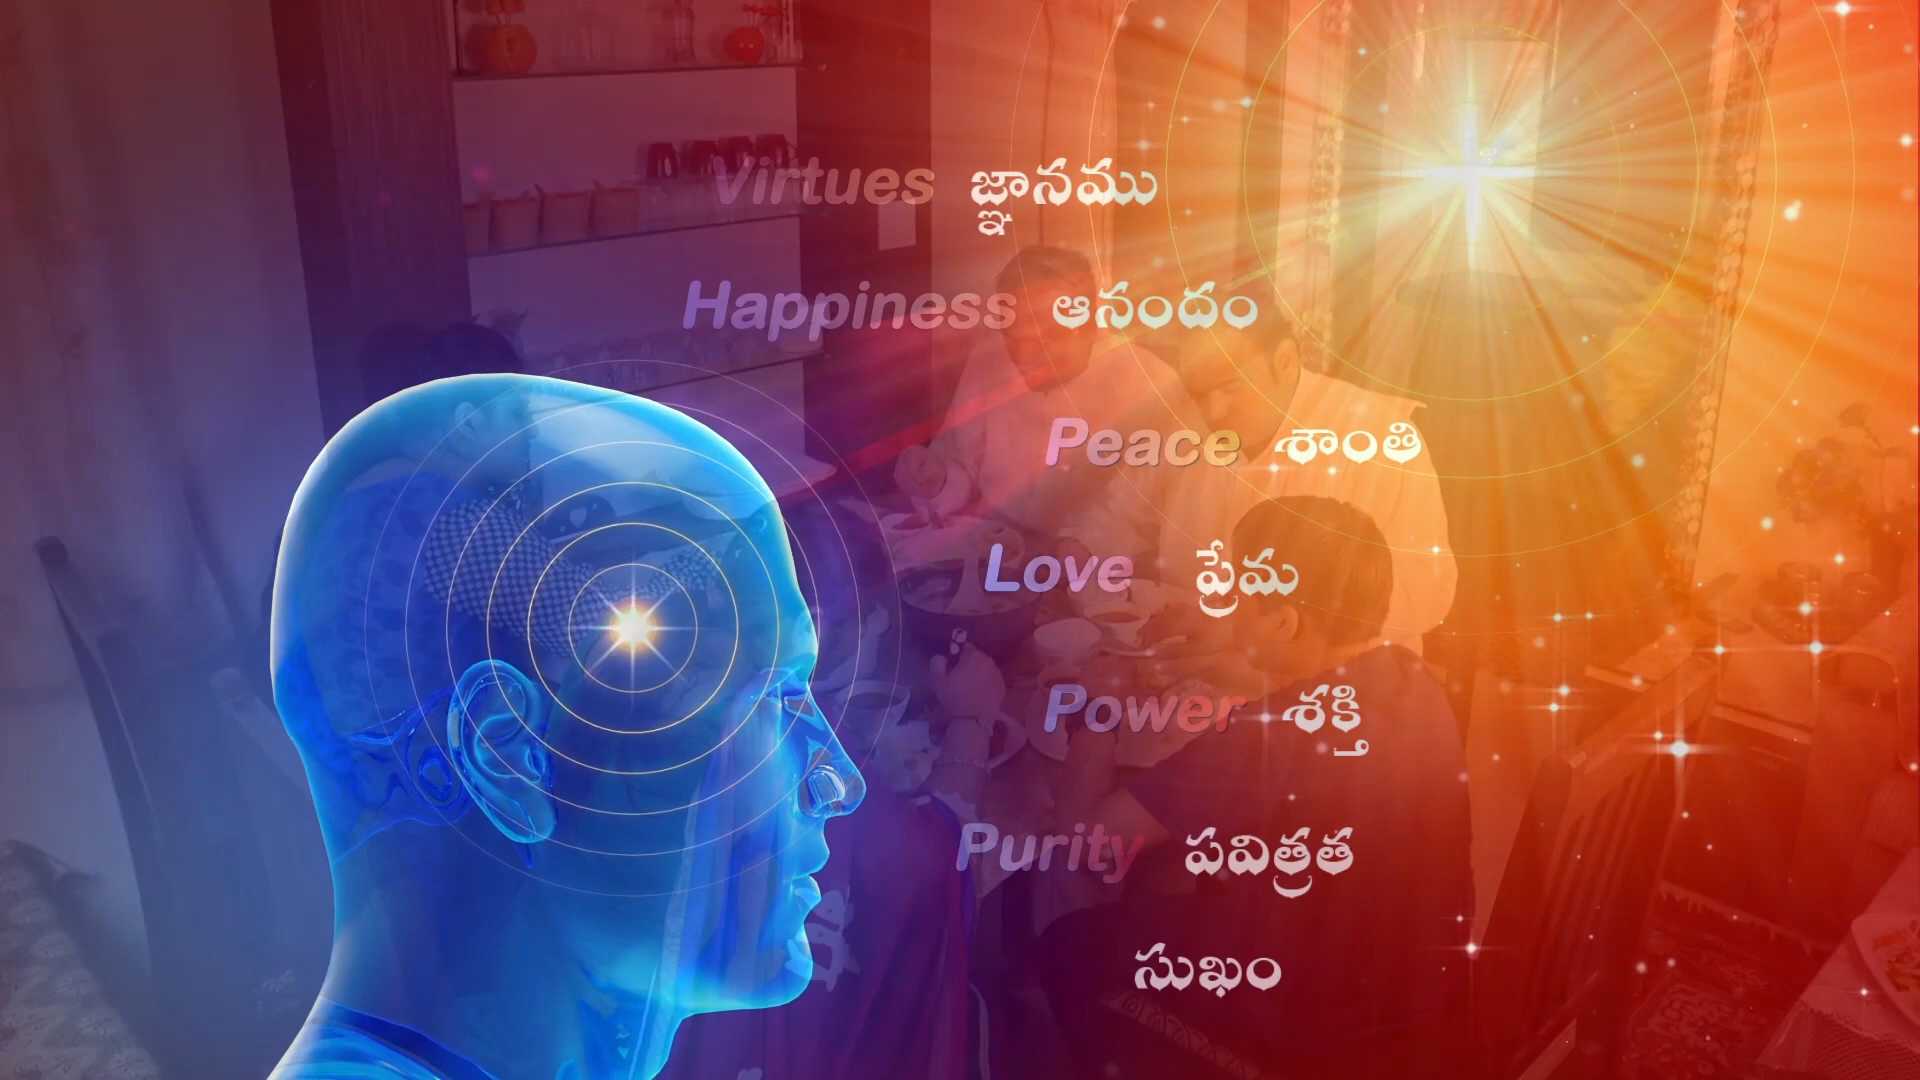 Virtues జ్ఞానము
Happiness ఆనందం
Peace శాంతి
Love ప్రేమ
Power శక్తి
Purity పవిత్రత
సుఖం